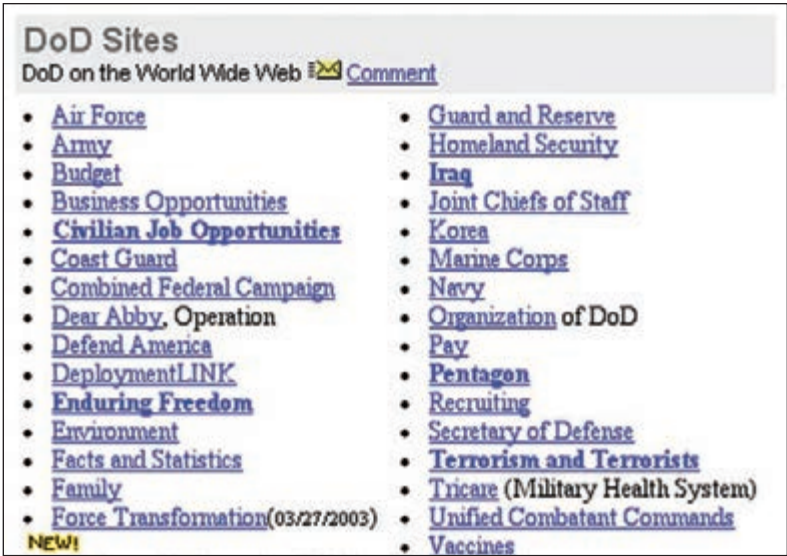 DoD Sites
DoD on the World Wide Web Comment
• Air Force
• Army
• Budget
• Business Opportunities
• Civilian Job Opportunities
• Coast Guard
• Combined Federal Campaign
• Dear Abby, Operation
• Defend America
• DeploymentLINK
• Enduring Freedom
• Environment
• Facts and Statistics
• Family
• Force Transformation(03/27/2003)
NEW!
• Guard and Reserve
• Homeland Security
• Iraq
• Joint Chiefs of Staff
• Korea
• Marine Corps
• Navy
• Organization of DoD
• Pay
• Pentagon
• Recruiting
• Secretary of Defense
• Terrorism and Terrorists
• Tricare (Military Health System)
• Unified Combatant Commands
• Vaccines